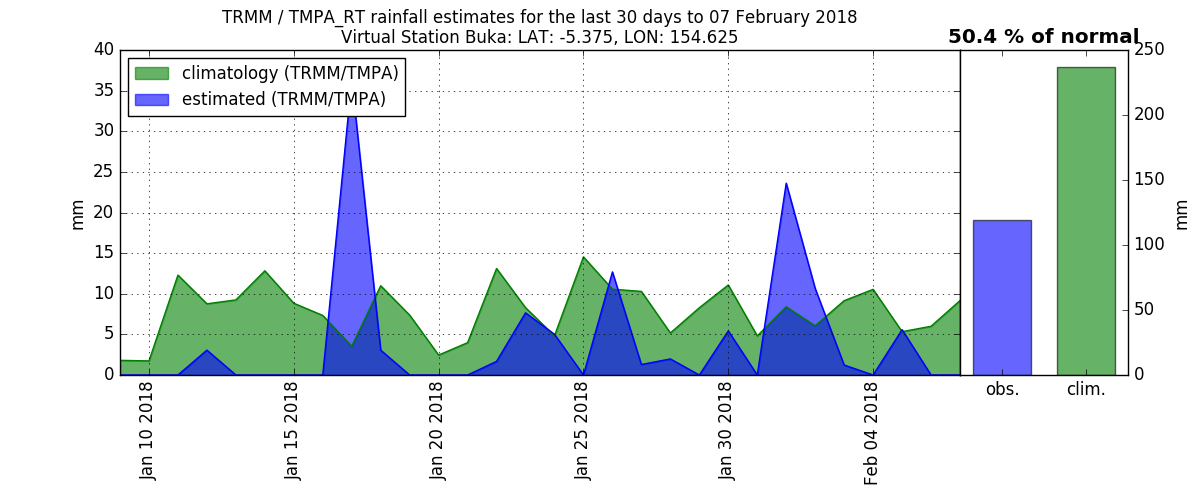 TRMM / TMPA_RT rainfall estimates for the last 30 days to 07 February 2018
Virtual Station Buka: LAT: -5.375, LON: 154.625
50.4 % of normal
climatology (TRMM/TMPA)
estimated (TRMM/TMPA)
mm
40
35
30
25
20
15
10
5
0
Jan 10 2018
Jan 15 2018
Jan 20 2018
Jan 25 2018
Jan 30 2018
Feb 04 2018
obs.
clim.
250
200
150
100
50
0
mm